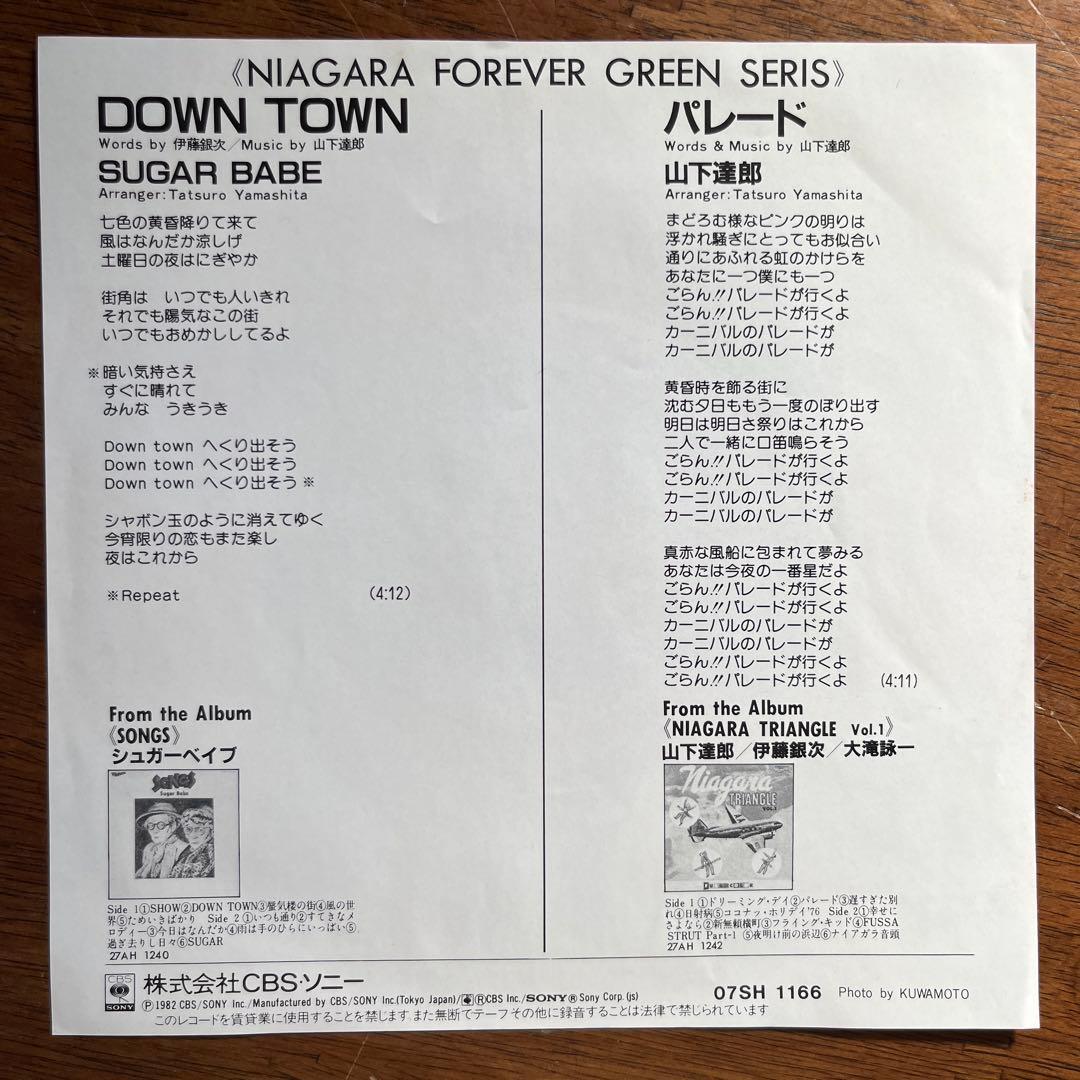 《NIAGARA FOREVER GREEN SERIS》
DOWN TOWN
Words by 伊藤銀次／Music by 山下達郎
SUGAR BABE
Arranger: Tatsuro Yamashita
七色の黄昏降りて来て
風はなんだか涼しげ
土曜日の夜はにぎやか
街角は　いつでも人いきれ
それでも陽気なこの街
いつでもおめかししてるよ
※暗い気持さえ
すぐに晴れて
みんな　うきうき
Down town へくり出そう
Down town へくり出そう
Down town へくり出そう※
シャボン玉のように消えてゆく
今宵限りの恋もまた楽し
夜はこれから
※Repeat (4:12)
From the Album
《SONGS》
シュガーベイブ
SONGS
Sugar Babe
Side 1①SHOW②DOWN TOWN③蜃気楼の街④風の世
界⑤ためいきばかり Side 2①いつも通り②すてきなメ
ロディー③今日はなんだか④雨は手のひらにいっぱい⑤
過ぎ去りし日々⑥SUGAR
27AH 1240
パレード
Words & Music by 山下達郎
山下達郎
Arranger: Tatsuro Yamashita
まどろむ様なピンクの明りは
浮かれ騒ぎにとってもお似合い
通りにあふれる虹のかけらを
あなたに一つ僕にも一つ
ごらん!!パレードが行くよ
ごらん!!パレードが行くよ
カーニバルのパレードが
カーニバルのパレードが
黄昏時を飾る街に
沈む夕日ももう一度のぼり出す
明日は明日さ祭りはこれから
二人で一緒に口笛鳴らそう
ごらん!!パレードが行くよ
ごらん!!パレードが行くよ
カーニバルのパレードが
カーニバルのパレードが
真赤な風船に包まれて夢みる
あなたは今夜の一番星だよ
ごらん!!パレードが行くよ
ごらん!!パレードが行くよ
カーニバルのパレードが
カーニバルのパレードが
ごらん!!パレードが行くよ
ごらん!!パレードが行くよ (4:11)
From the Album
《NIAGARA TRIANGLE Vol.1》
山下達郎／伊藤銀次／大滝詠一
Niagara
TRIANGLE
VOL.1
Side 1①ドリーミング・デイ②パレード③遅すぎた別
れ④日射病⑤ココナッツ・ホリデイ'76 Side 2①幸せに
さよなら②新無頼横町③フライング・キッド④FUSSA
STRUT Part-1 ⑤夜明け前の浜辺⑥ナイアガラ音頭
27AH 1242
CBS
SONY
株式会社CBS・ソニー
Ⓟ1982 CBS/SONY Inc./Manufactured by CBS/SONY Inc.(Tokyo Japan)/ ⓇCBS Inc./SONY® Sony Corp. (js)
07SH 1166 Photo by KUWAMOTO
このレコードを賃貸業に使用することを禁じます。また無断でテープその他に録音することは法律で禁じられています